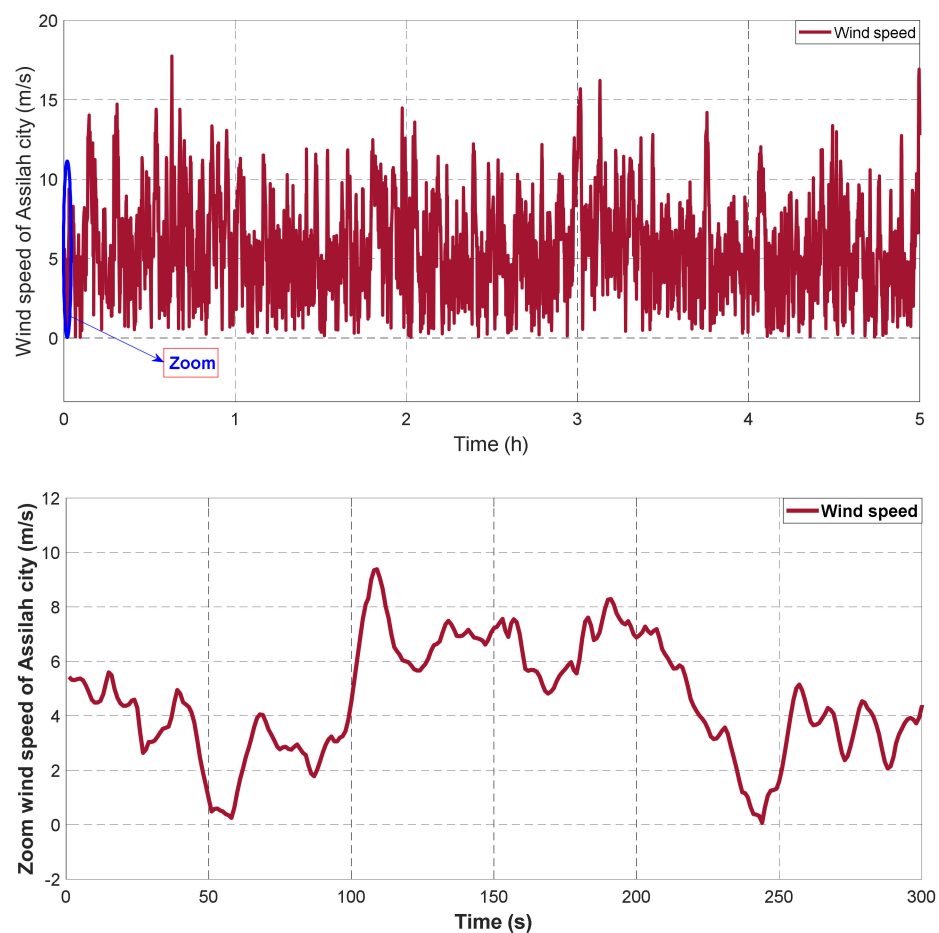 Wind speed of Assilah city (m/s)
20
15
10
5
0
Wind speed
Zoom
0 1 2 3 4 5
Time (h)
Zoom wind speed of Assilah city (m/s)
12
10
8
6
4
2
0
-2
Wind speed
0 50 100 150 200 250 300
Time (s)